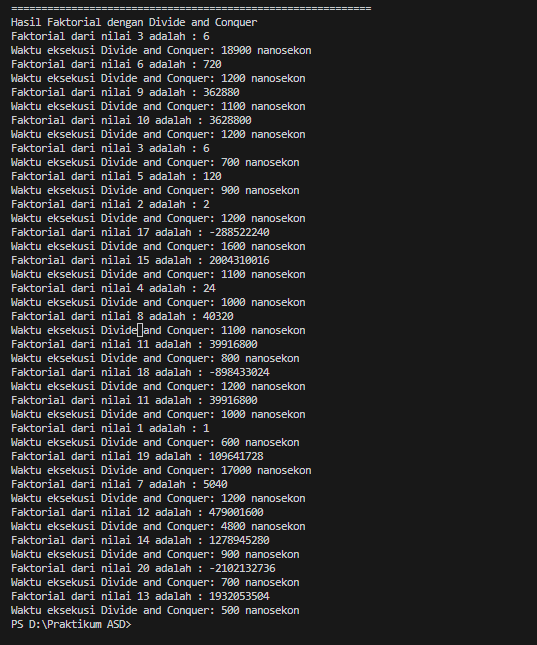 ============================================================
Hasil Faktorial dengan Divide and Conquer
Faktorial dari nilai 3 adalah : 6
Waktu eksekusi Divide and Conquer: 18900 nanosekon
Faktorial dari nilai 6 adalah : 720
Waktu eksekusi Divide and Conquer: 1200 nanosekon
Faktorial dari nilai 9 adalah : 362880
Waktu eksekusi Divide and Conquer: 1100 nanosekon
Faktorial dari nilai 10 adalah : 3628800
Waktu eksekusi Divide and Conquer: 1200 nanosekon
Faktorial dari nilai 3 adalah : 6
Waktu eksekusi Divide and Conquer: 700 nanosekon
Faktorial dari nilai 5 adalah : 120
Waktu eksekusi Divide and Conquer: 900 nanosekon
Faktorial dari nilai 2 adalah : 2
Waktu eksekusi Divide and Conquer: 1200 nanosekon
Faktorial dari nilai 17 adalah : -288522240
Waktu eksekusi Divide and Conquer: 1600 nanosekon
Faktorial dari nilai 15 adalah : 2004310016
Waktu eksekusi Divide and Conquer: 1100 nanosekon
Faktorial dari nilai 4 adalah : 24
Waktu eksekusi Divide and Conquer: 1000 nanosekon
Faktorial dari nilai 8 adalah : 40320
Waktu eksekusi Divide and Conquer: 1100 nanosekon
Faktorial dari nilai 11 adalah : 39916800
Waktu eksekusi Divide and Conquer: 800 nanosekon
Faktorial dari nilai 18 adalah : -898433024
Waktu eksekusi Divide and Conquer: 1200 nanosekon
Faktorial dari nilai 11 adalah : 39916800
Waktu eksekusi Divide and Conquer: 1000 nanosekon
Faktorial dari nilai 1 adalah : 1
Waktu eksekusi Divide and Conquer: 600 nanosekon
Faktorial dari nilai 19 adalah : 109641728
Waktu eksekusi Divide and Conquer: 17000 nanosekon
Faktorial dari nilai 7 adalah : 5040
Waktu eksekusi Divide and Conquer: 1200 nanosekon
Faktorial dari nilai 12 adalah : 479001600
Waktu eksekusi Divide and Conquer: 4800 nanosekon
Faktorial dari nilai 14 adalah : 1278945280
Waktu eksekusi Divide and Conquer: 900 nanosekon
Faktorial dari nilai 20 adalah : -2102132736
Waktu eksekusi Divide and Conquer: 700 nanosekon
Faktorial dari nilai 13 adalah : 1932053504
Waktu eksekusi Divide and Conquer: 500 nanosekon
PS D:\Praktikum ASD>